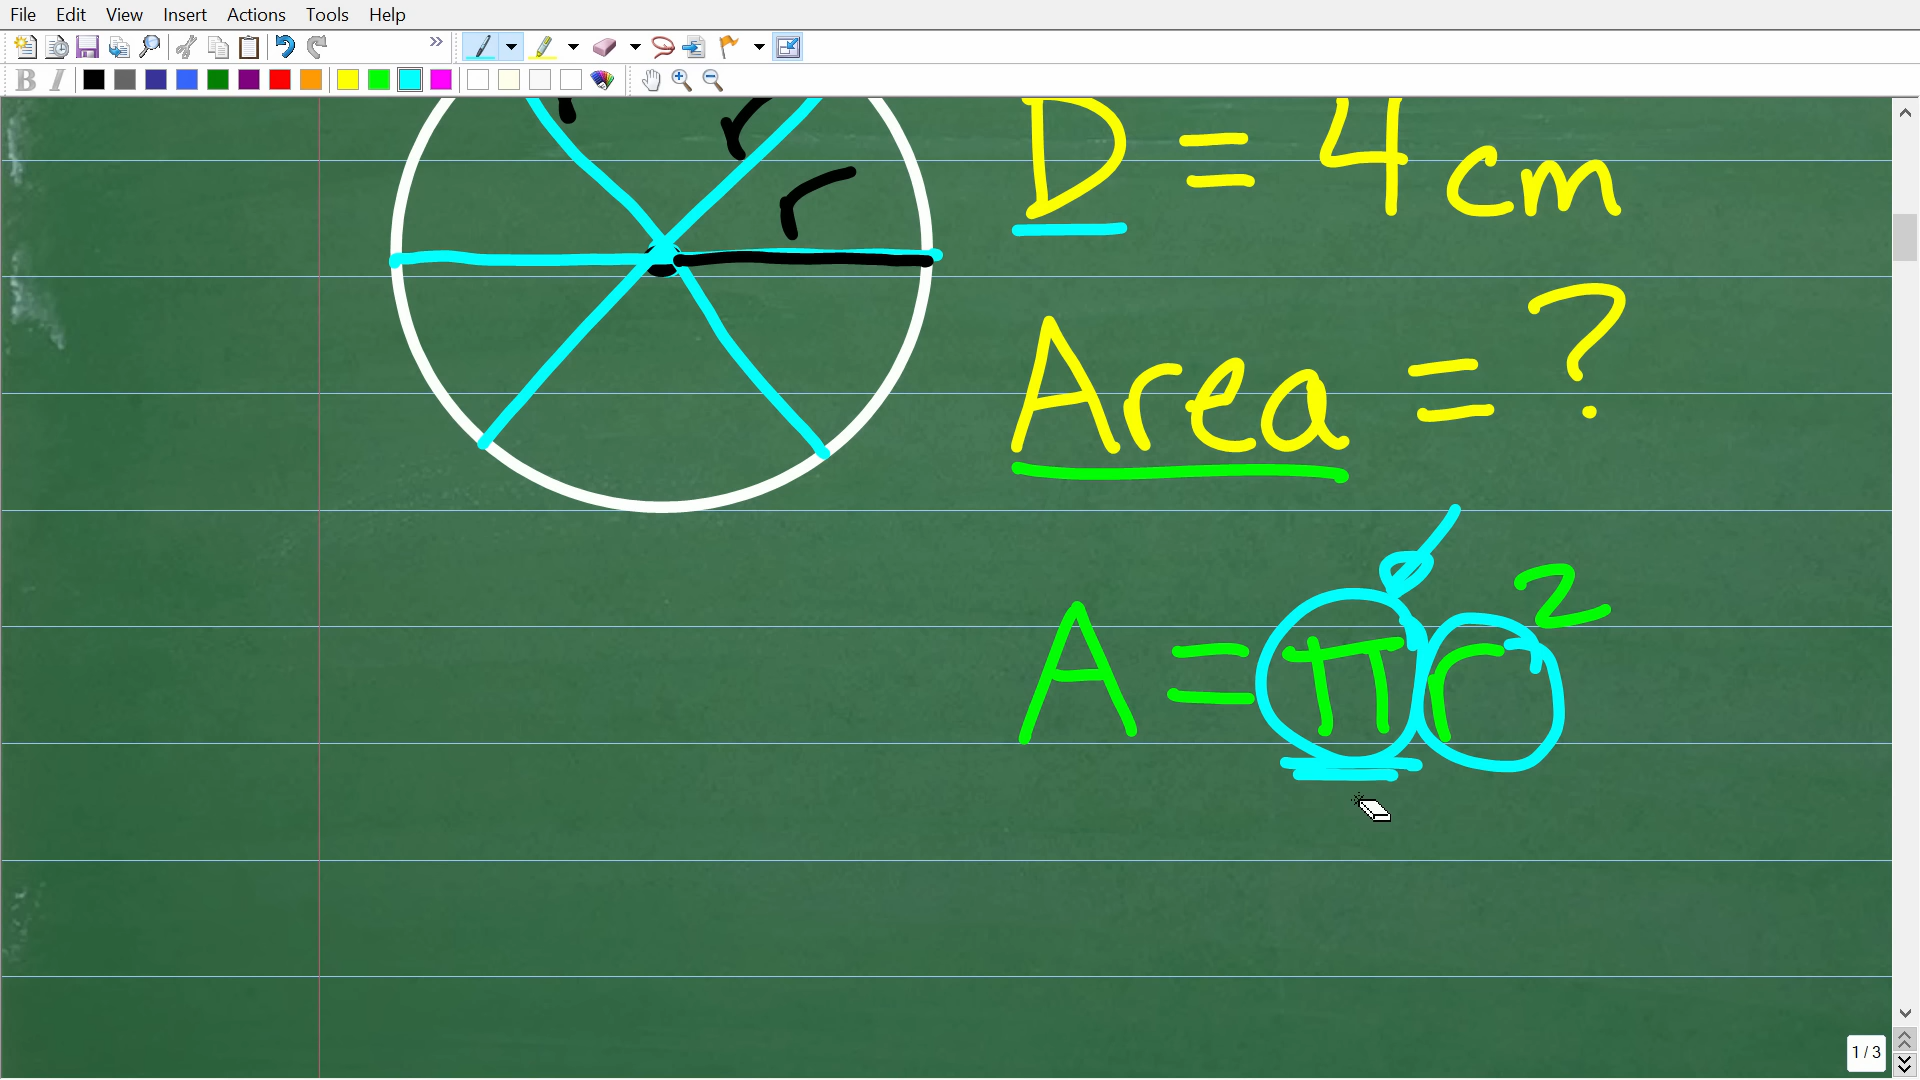 File Edit View Insert Actions Tools Help
B I
r
r
r
D = 4 cm
Area = ?
A = πr²
1 / 3